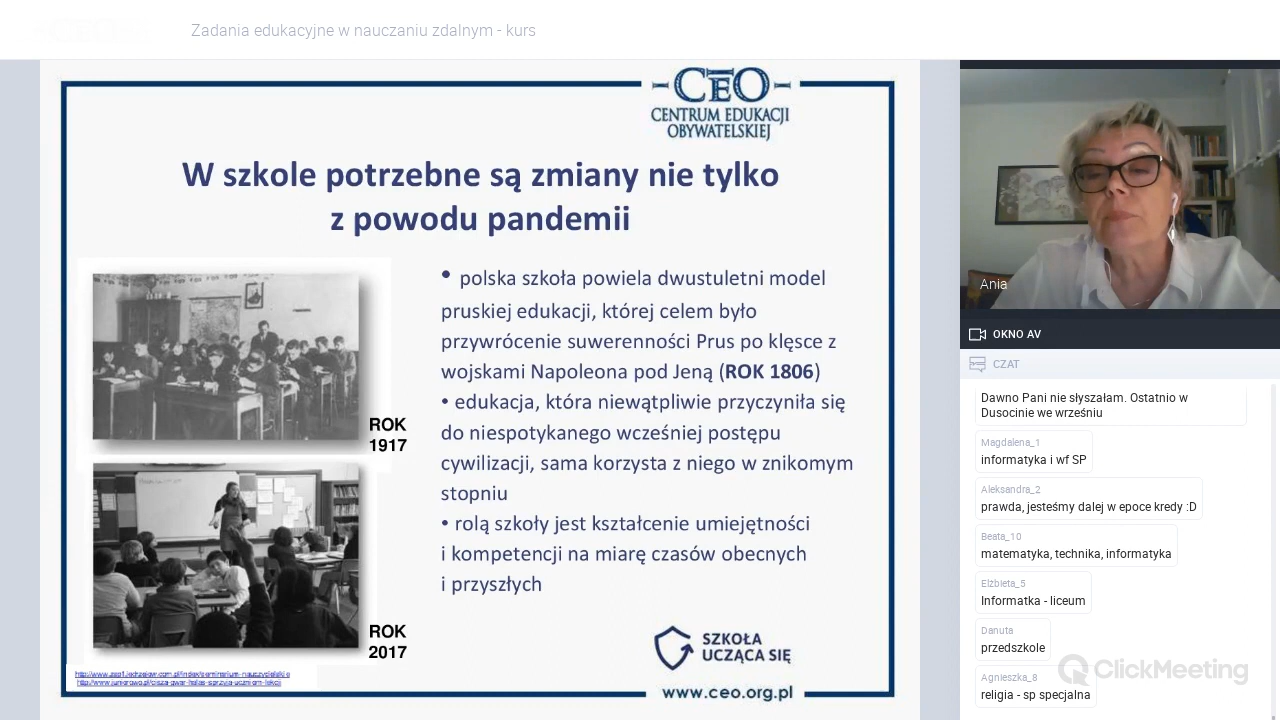 Zadania edukacyjne w nauczaniu zdalnym - kurs
CEO
CENTRUM EDUKACJI
OBYWATELSKIEJ
W szkole potrzebne są zmiany nie tylko
z powodu pandemii
• polska szkoła powiela dwustuletni model
pruskiej edukacji, której celem było
przywrócenie suwerenności Prus po klęsce z
wojskami Napoleona pod Jeną (ROK 1806)
• edukacja, która niewątpliwie przyczyniła się
do niespotykanego wcześniej postępu
cywilizacji, sama korzysta z niego w znikomym
stopniu
• rolą szkoły jest kształcenie umiejętności
i kompetencji na miarę czasów obecnych
i przyszłych
ROK
1917
ROK
2017
SZKOŁA
UCZĄCA SIĘ
www.ceo.org.pl
Ania
OKNO AV
CZAT
Dawno Pani nie słyszałam. Ostatnio w
Dusocinie we wrześniu
Magdalena_1
informatyka i wf SP
Aleksandra_2
prawda, jesteśmy dalej w epoce kredy :D
Beata_10
matematyka, technika, informatyka
Elżbieta_5
Informatka - liceum
Danuta
przedszkole
Agnieszka_8
religia - sp specjalna
ClickMeeting